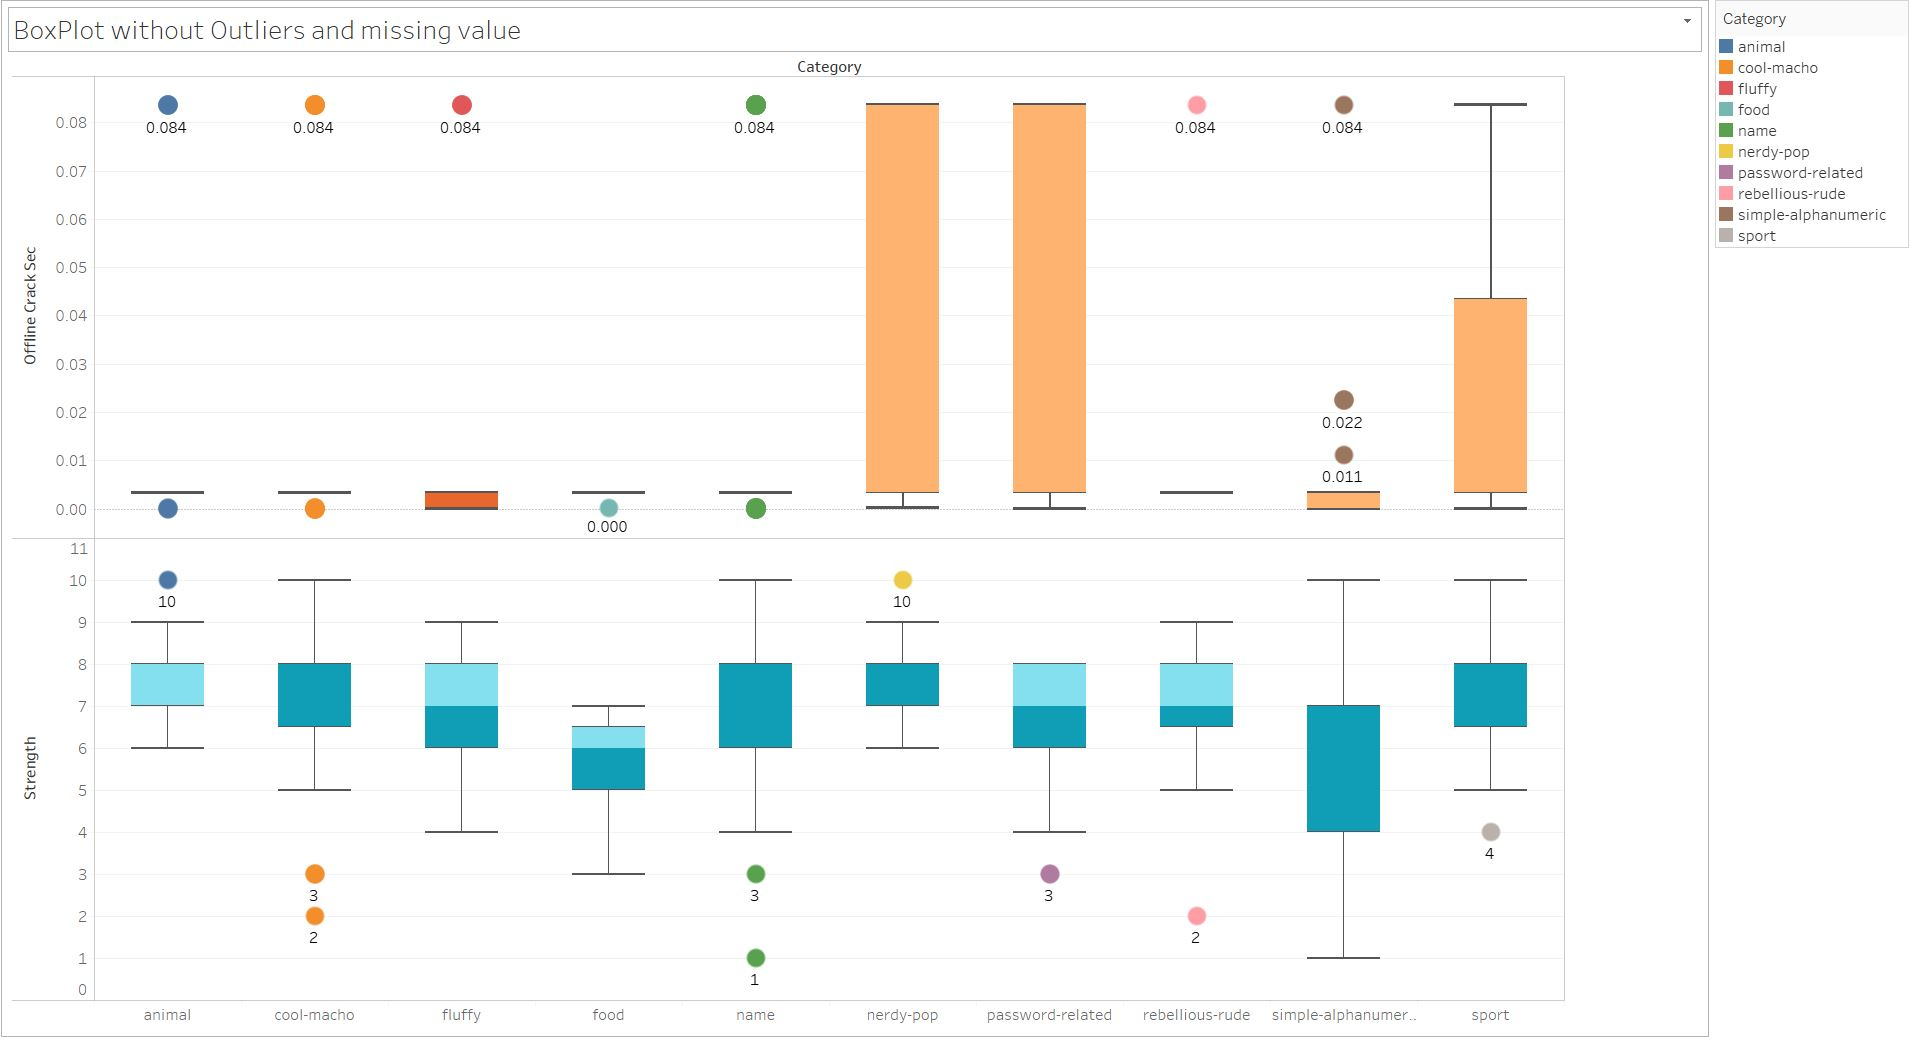 BoxPlot without Outliers and missing value
Category
Category
animal
cool-macho
fluffy
food
name
nerdy-pop
password-related
rebellious-rude
simple-alphanumeric
sport
Offline Crack Sec
0.08
0.07
0.06
0.05
0.04
0.03
0.02
0.01
0.00
0.084
0.084
0.084
0.084
0.084
0.084
0.022
0.011
0.000
Strength
11
10
9
8
7
6
5
4
3
2
1
0
10
10
4
3
3
3
2
2
1
animal
cool-macho
fluffy
food
name
nerdy-pop
password-related
rebellious-rude
simple-alphanumer..
sport